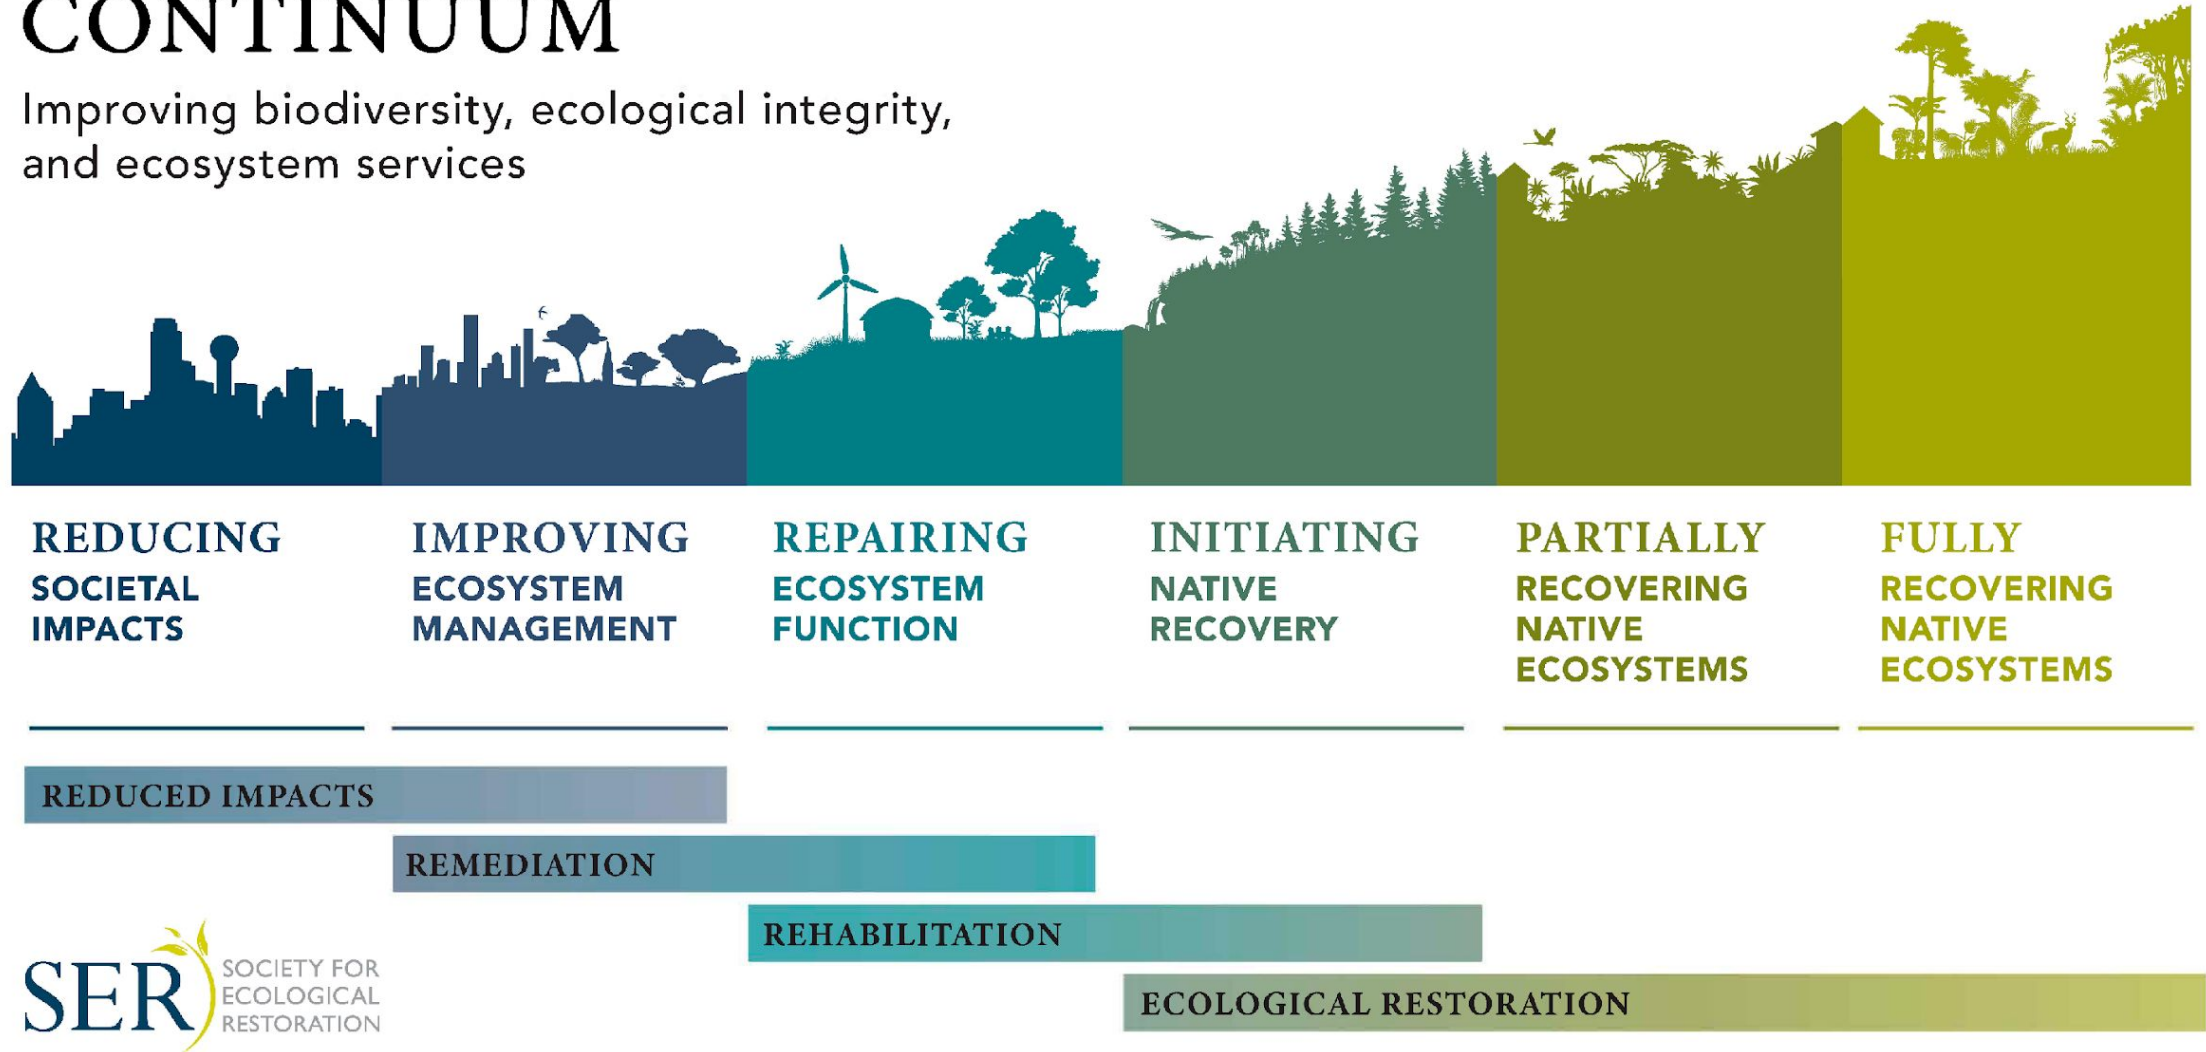 CONTINUUM
Improving biodiversity, ecological integrity,
and ecosystem services
REDUCING
SOCIETAL
IMPACTS
IMPROVING
ECOSYSTEM
MANAGEMENT
REPAIRING
ECOSYSTEM
FUNCTION
INITIATING
NATIVE
RECOVERY
PARTIALLY
RECOVERING
NATIVE
ECOSYSTEMS
FULLY
RECOVERING
NATIVE
ECOSYSTEMS
REDUCED IMPACTS
REMEDIATION
REHABILITATION
ECOLOGICAL RESTORATION
SER
SOCIETY FOR
ECOLOGICAL
RESTORATION